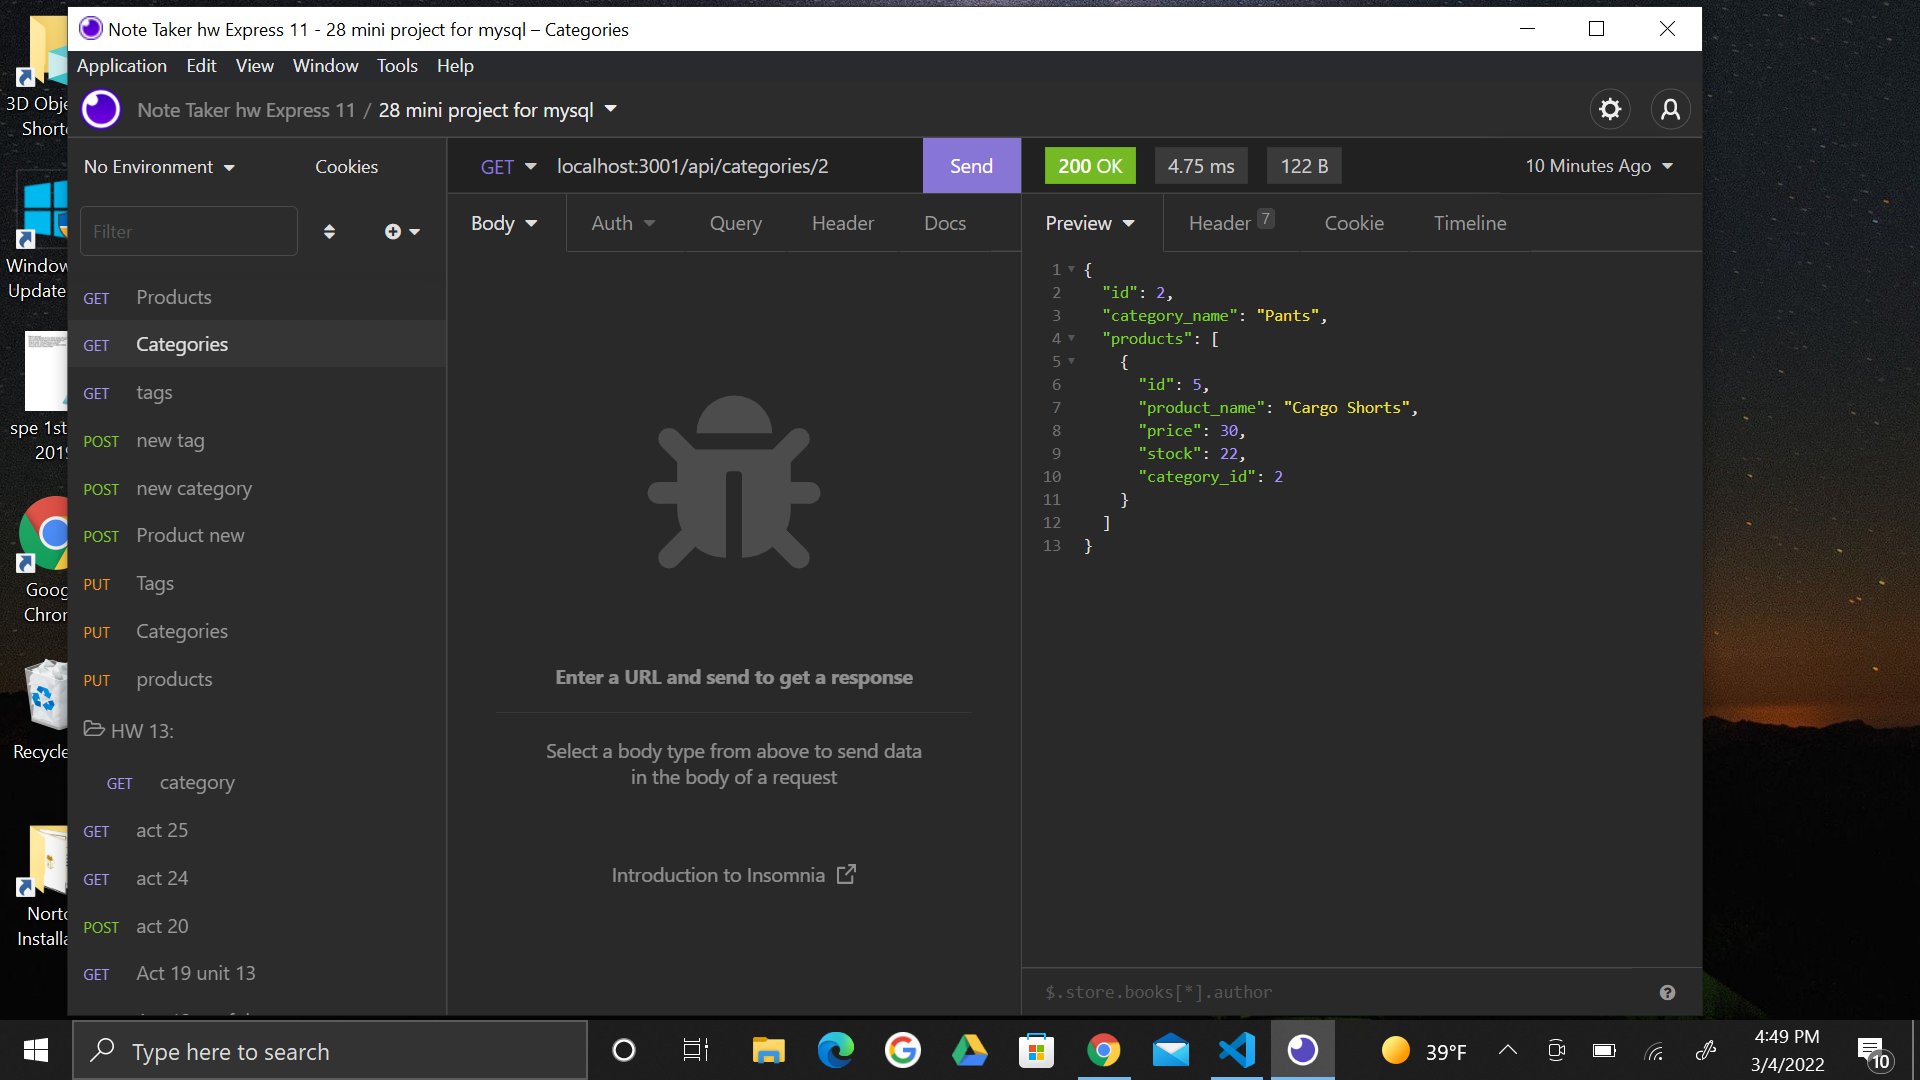 Note Taker hw Express 11 - 28 mini project for mysql – Categories
Application Edit View Window Tools Help
Note Taker hw Express 11 / 28 mini project for mysql
No Environment Cookies
GET localhost:3001/api/categories/2 Send
200 OK 4.75 ms 122 B 10 Minutes Ago
Filter
Body Auth Query Header Docs
Preview Header 7 Cookie Timeline
GET Products
GET Categories
GET tags
POST new tag
POST new category
POST Product new
PUT Tags
PUT Categories
PUT products
HW 13:
GET category
GET act 25
GET act 24
POST act 20
GET Act 19 unit 13
Enter a URL and send to get a response
Select a body type from above to send data
in the body of a request
Introduction to Insomnia
1 {
2 "id": 2,
3 "category_name": "Pants",
4 "products": [
5 {
6 "id": 5,
7 "product_name": "Cargo Shorts",
8 "price": 30,
9 "stock": 22,
10 "category_id": 2
11 }
12 ]
13 }
$.store.books[*].author
3D Obje
Shorto
Window
Update
spe 1st
2019
Goog
Chrom
Recycle
Norto
Installa
Type here to search
39°F
4:49 PM
3/4/2022
10